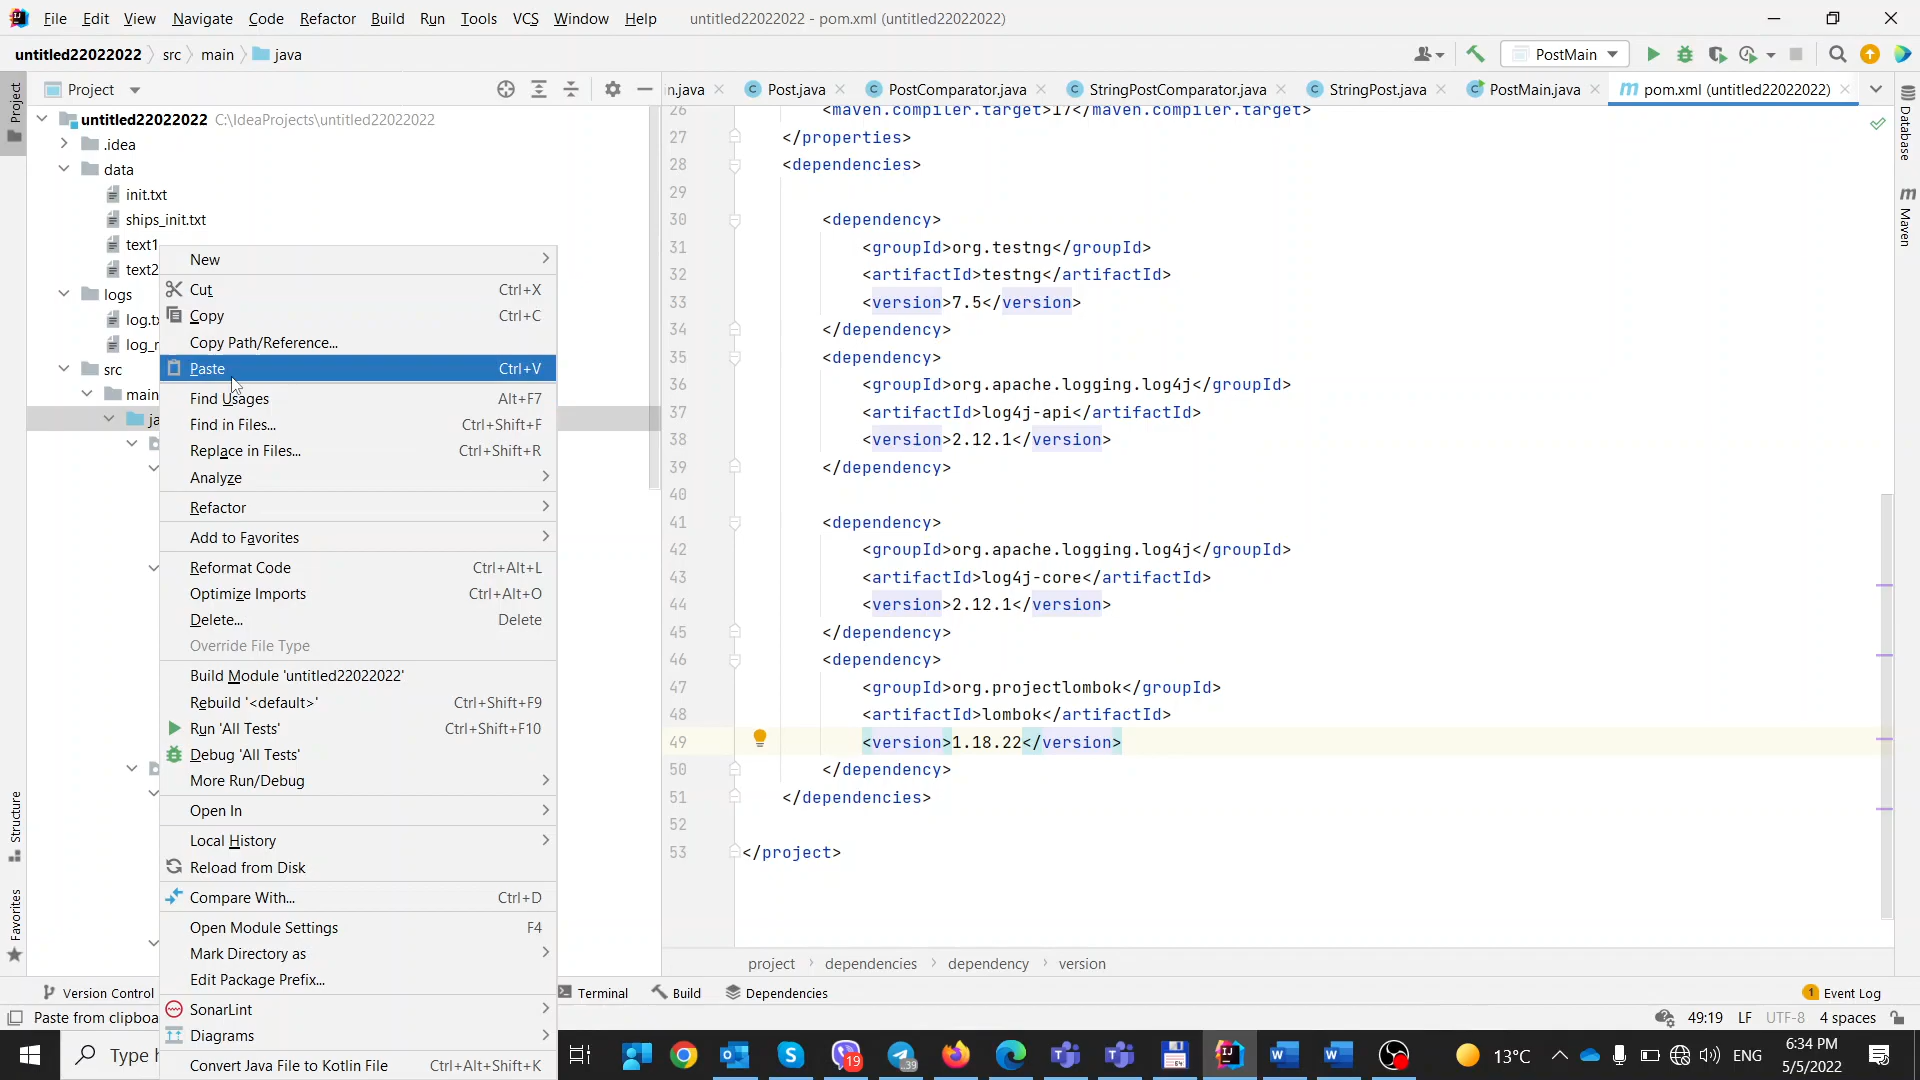 File Edit View Navigate Code Refactor Build Run Tools VCS Window Help untitled22022022 - pom.xml (untitled22022022)
untitled22022022 src main java
PostMain
Project
n.java Post.java PostComparator.java StringPostComparator.java StringPost.java PostMain.java pom.xml (untitled22022022)
Project
Database
Maven
Structure
Favorites
untitled22022022 C:\IdeaProjects\untitled22022022
.idea
data
init.txt
ships_init.txt
text1
text2
logs
log.tx
log_r
src
main
ja
New
Cut Ctrl+X
Copy Ctrl+C
Copy Path/Reference...
Paste Ctrl+V
Find Usages Alt+F7
Find in Files... Ctrl+Shift+F
Replace in Files... Ctrl+Shift+R
Analyze
Refactor
Add to Favorites
Reformat Code Ctrl+Alt+L
Optimize Imports Ctrl+Alt+O
Delete... Delete
Override File Type
Build Module 'untitled22022022'
Rebuild '<default>' Ctrl+Shift+F9
Run 'All Tests' Ctrl+Shift+F10
Debug 'All Tests'
More Run/Debug
Open In
Local History
Reload from Disk
Compare With... Ctrl+D
Open Module Settings F4
Mark Directory as
Edit Package Prefix...
SonarLint
Diagrams
Convert Java File to Kotlin File Ctrl+Alt+Shift+K
26 <maven.compiler.target>17</maven.compiler.target>
27 </properties>
28 <dependencies>
29
30 <dependency>
31 <groupId>org.testng</groupId>
32 <artifactId>testng</artifactId>
33 <version>7.5</version>
34 </dependency>
35 <dependency>
36 <groupId>org.apache.logging.log4j</groupId>
37 <artifactId>log4j-api</artifactId>
38 <version>2.12.1</version>
39 </dependency>
40
41 <dependency>
42 <groupId>org.apache.logging.log4j</groupId>
43 <artifactId>log4j-core</artifactId>
44 <version>2.12.1</version>
45 </dependency>
46 <dependency>
47 <groupId>org.projectlombok</groupId>
48 <artifactId>lombok</artifactId>
49 <version>1.18.22</version>
50 </dependency>
51 </dependencies>
52
53 </project>
project dependencies dependency version
Version Control Terminal Build Dependencies 1 Event Log
Paste from clipboa 49:19 LF UTF-8 4 spaces
Type h 19 39 13°C ENG 6:34 PM
5/5/2022